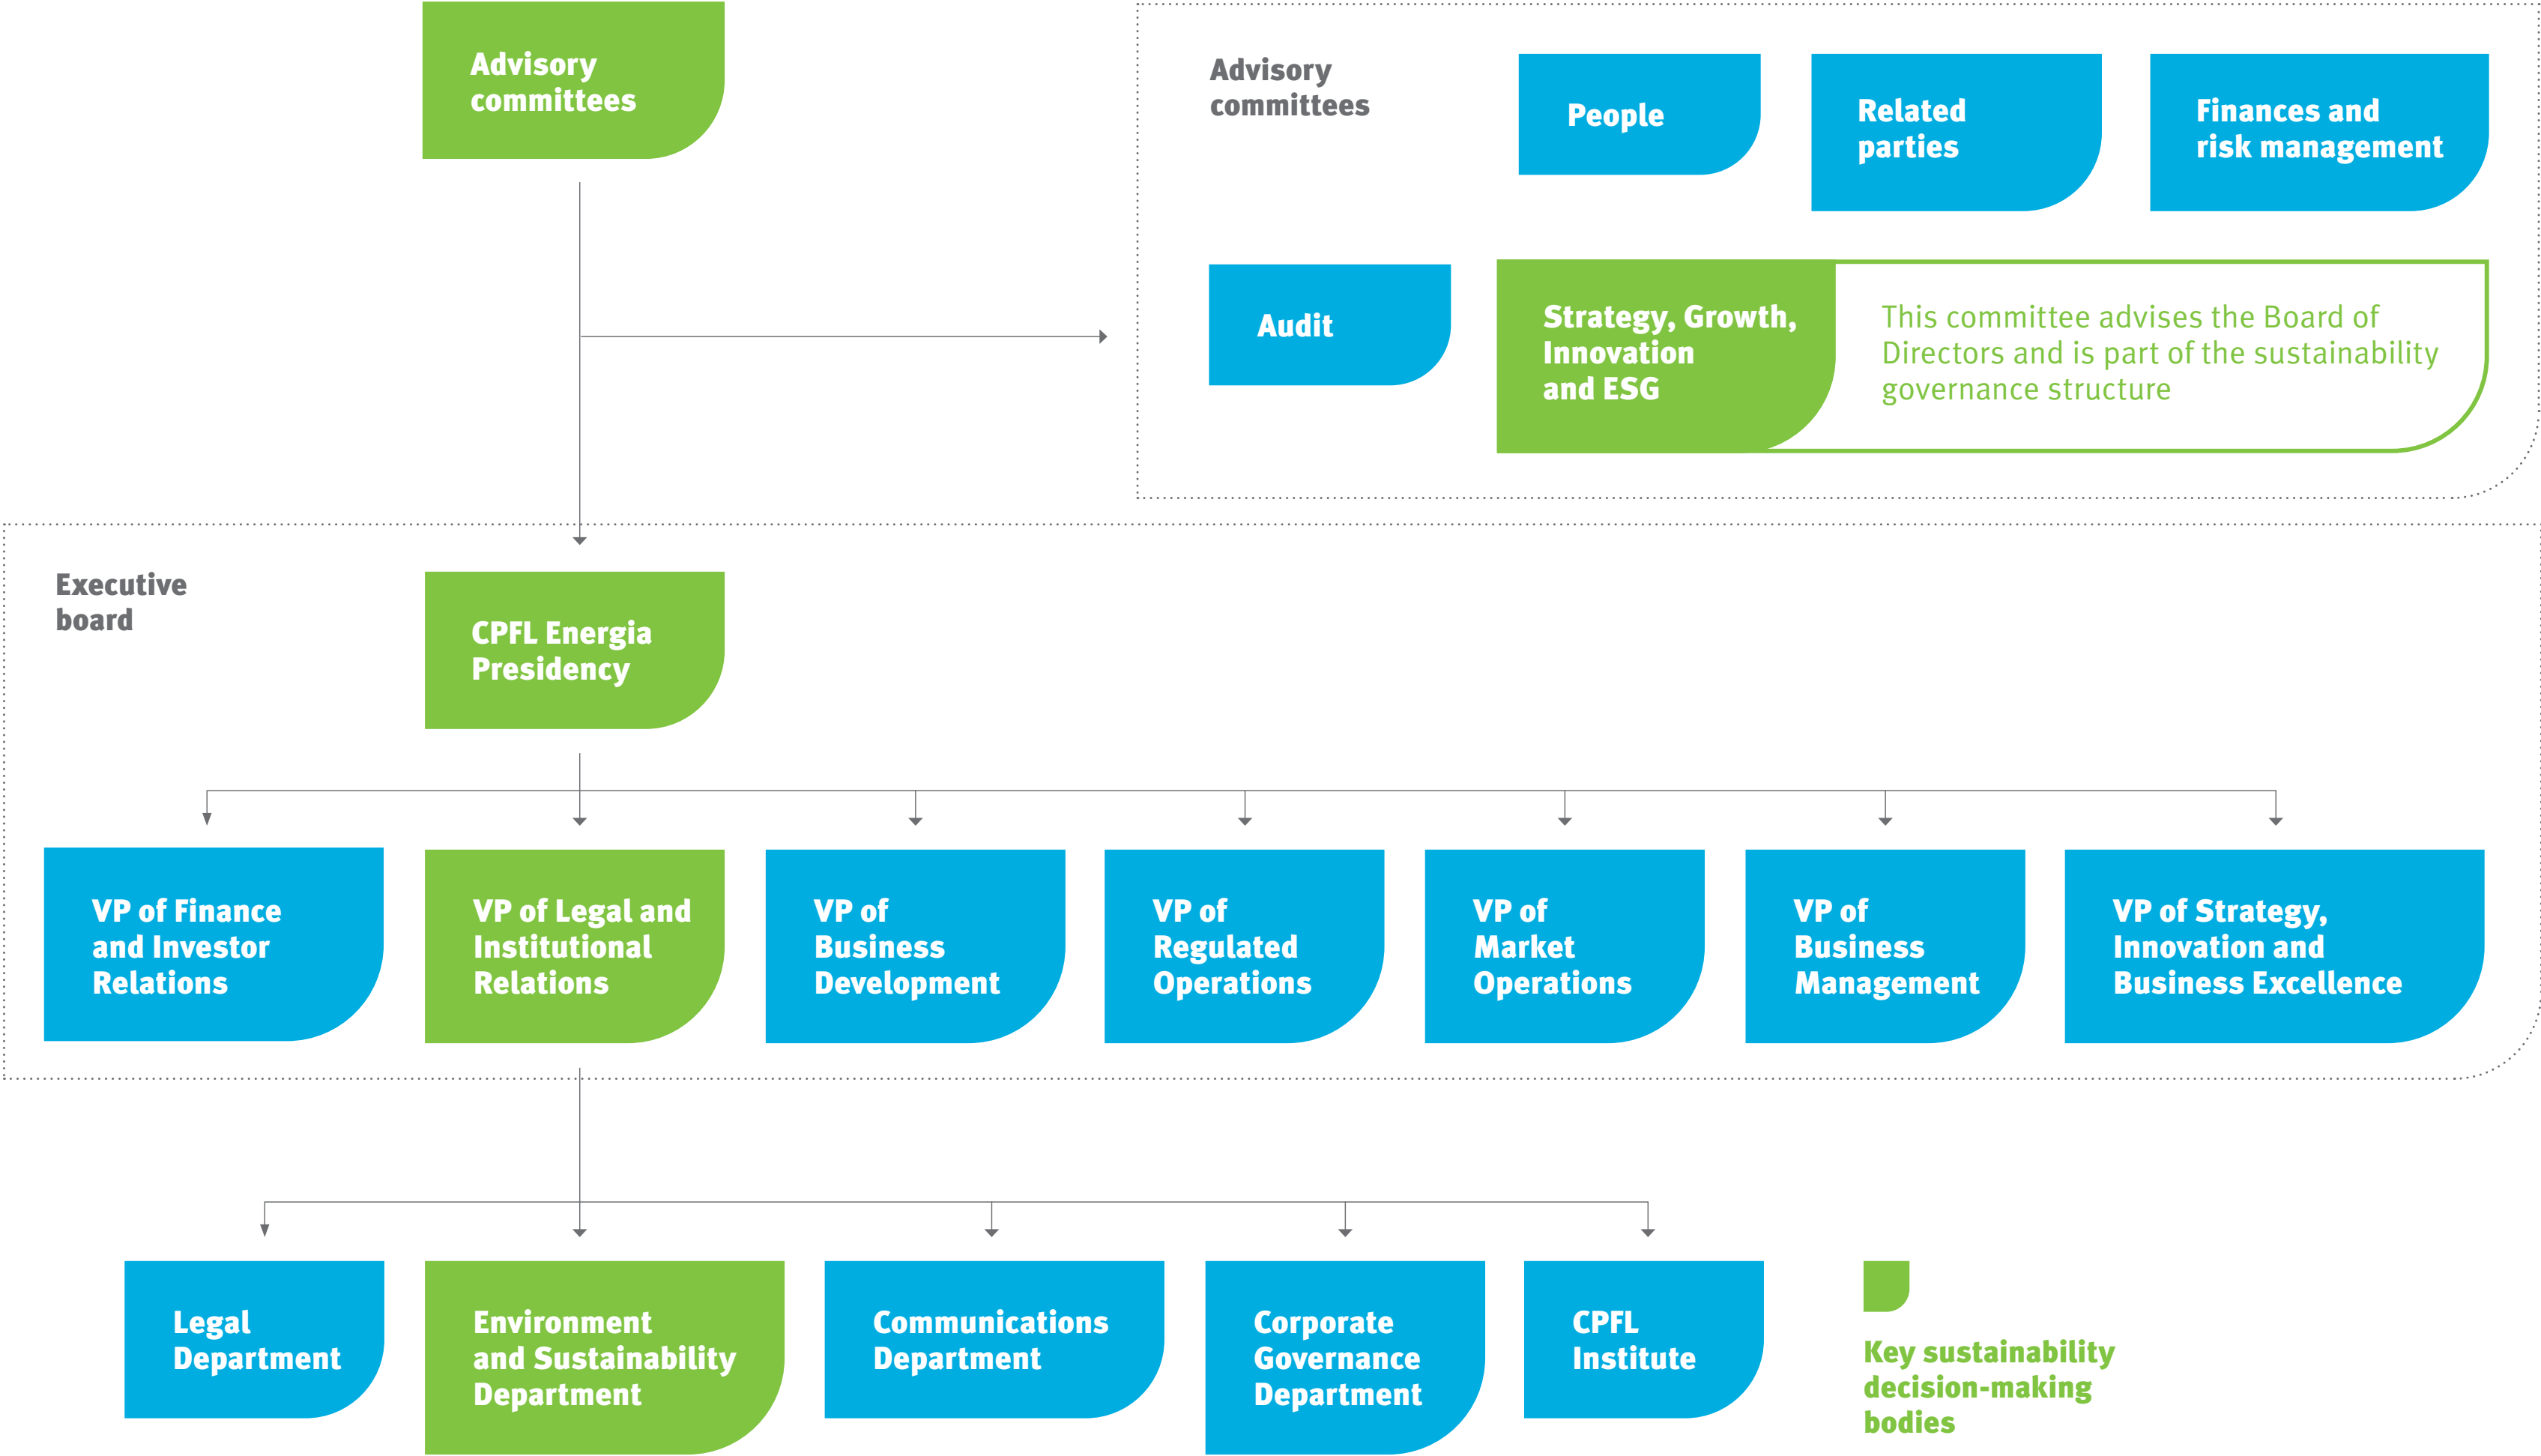 Advisory
committees
Advisory
committees
People
Related
parties
Finances and
risk management
Audit
Strategy, Growth,
Innovation
and ESG
This committee advises the Board of
Directors and is part of the sustainability
governance structure
Executive
board
CPFL Energia
Presidency
VP of Finance
and Investor
Relations
VP of Legal and
Institutional
Relations
VP of
Business
Development
VP of
Regulated
Operations
VP of
Market
Operations
VP of
Business
Management
VP of Strategy,
Innovation and
Business Excellence
Legal
Department
Environment
and Sustainability
Department
Communications
Department
Corporate
Governance
Department
CPFL
Institute
Key sustainability
decision-making
bodies